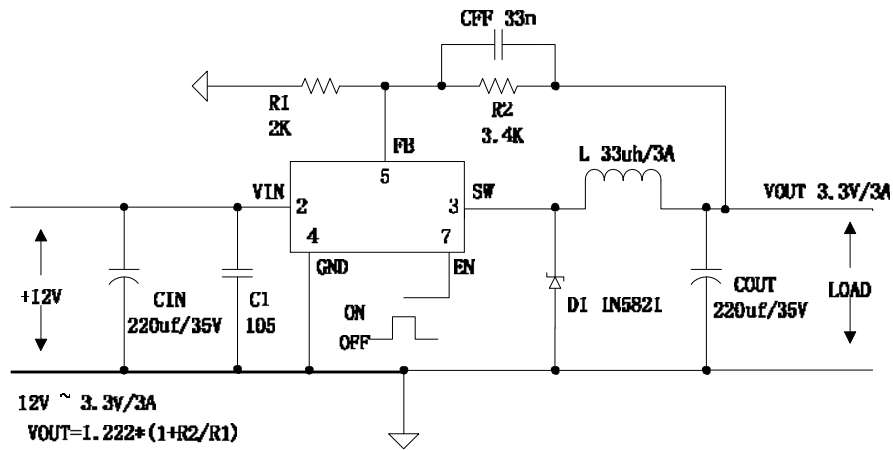 CFF 33n
R1
2K
R2
3.4K
FB
5
L 33uh/3A
VIN
SW
VOUT 3.3V/3A
2
3
4
7
GND
EN
+12V
CIN
220uf/35V
C1
105
ON
OFF
D1 1N5821
COUT
220uf/35V
LOAD
12V ~ 3.3V/3A
VOUT=1.222*(1+R2/R1)